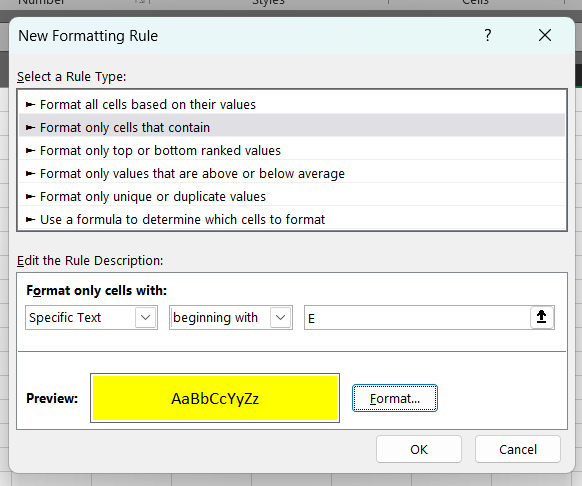 Number Styles Cells
New Formatting Rule ?
Select a Rule Type:
► Format all cells based on their values
► Format only cells that contain
► Format only top or bottom ranked values
► Format only values that are above or below average
► Format only unique or duplicate values
► Use a formula to determine which cells to format
Edit the Rule Description:
Format only cells with:
Specific Text beginning with E
Preview: AaBbCcYyZz Format...
OK Cancel